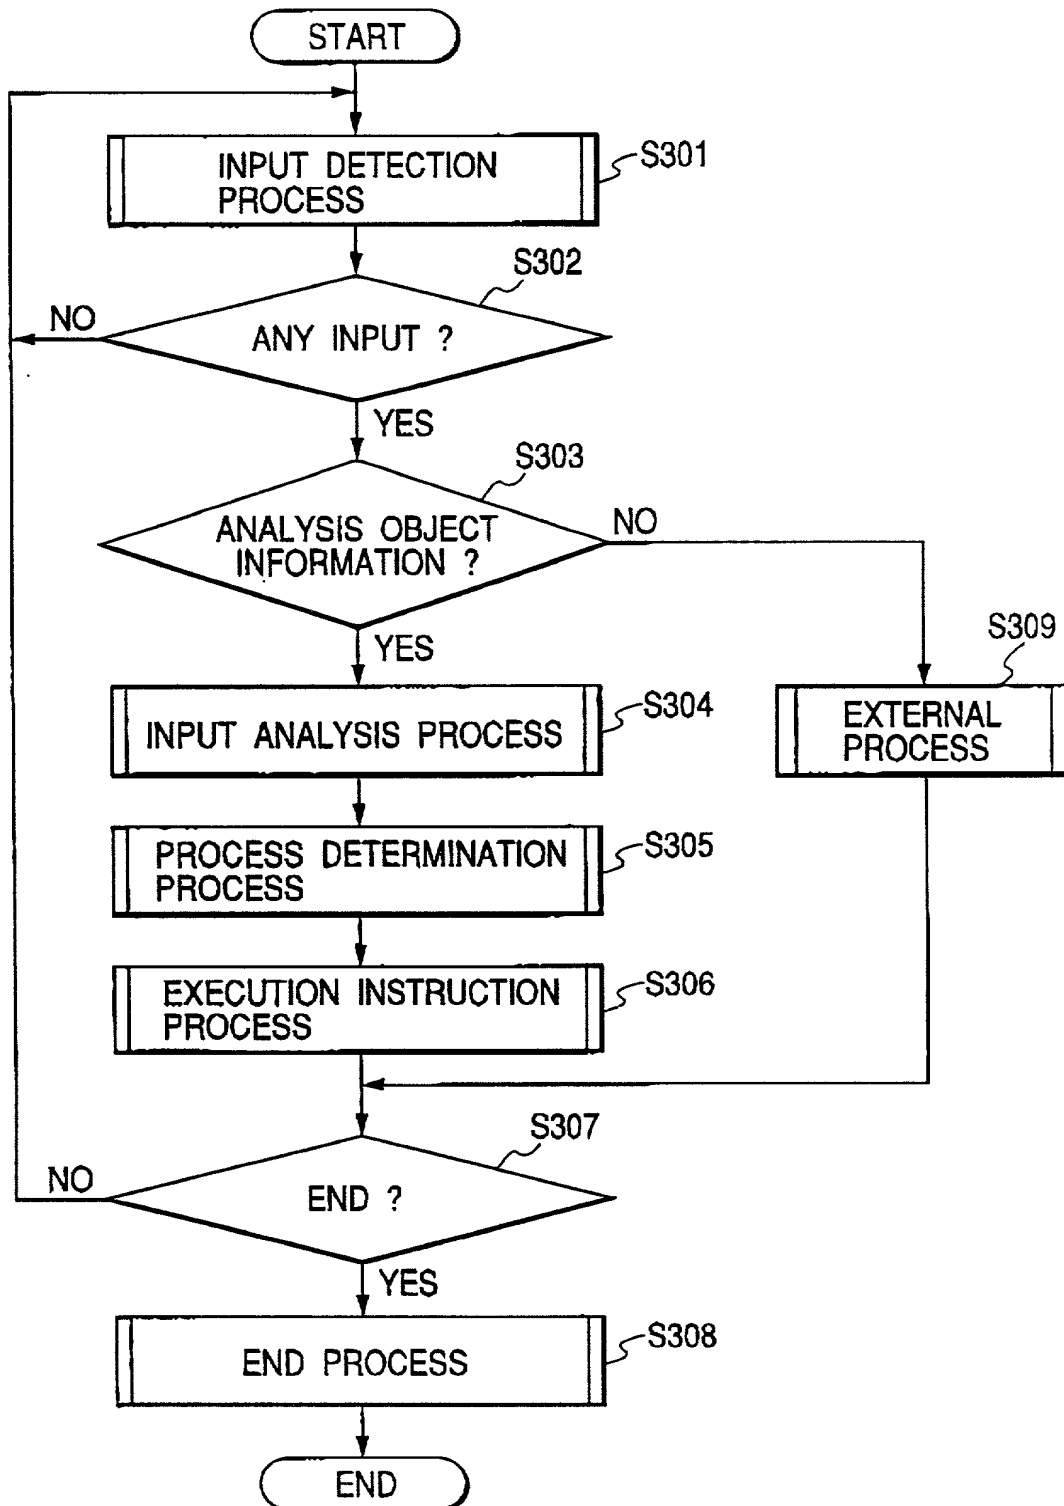 START
INPUT DETECTION
PROCESS
S301
S302
ANY INPUT ?
NO
YES
S303
ANALYSIS OBJECT
INFORMATION ?
NO
YES
S309
EXTERNAL
PROCESS
INPUT ANALYSIS PROCESS
S304
PROCESS DETERMINATION
PROCESS
S305
EXECUTION INSTRUCTION
PROCESS
S306
S307
END ?
NO
YES
END PROCESS
S308
END